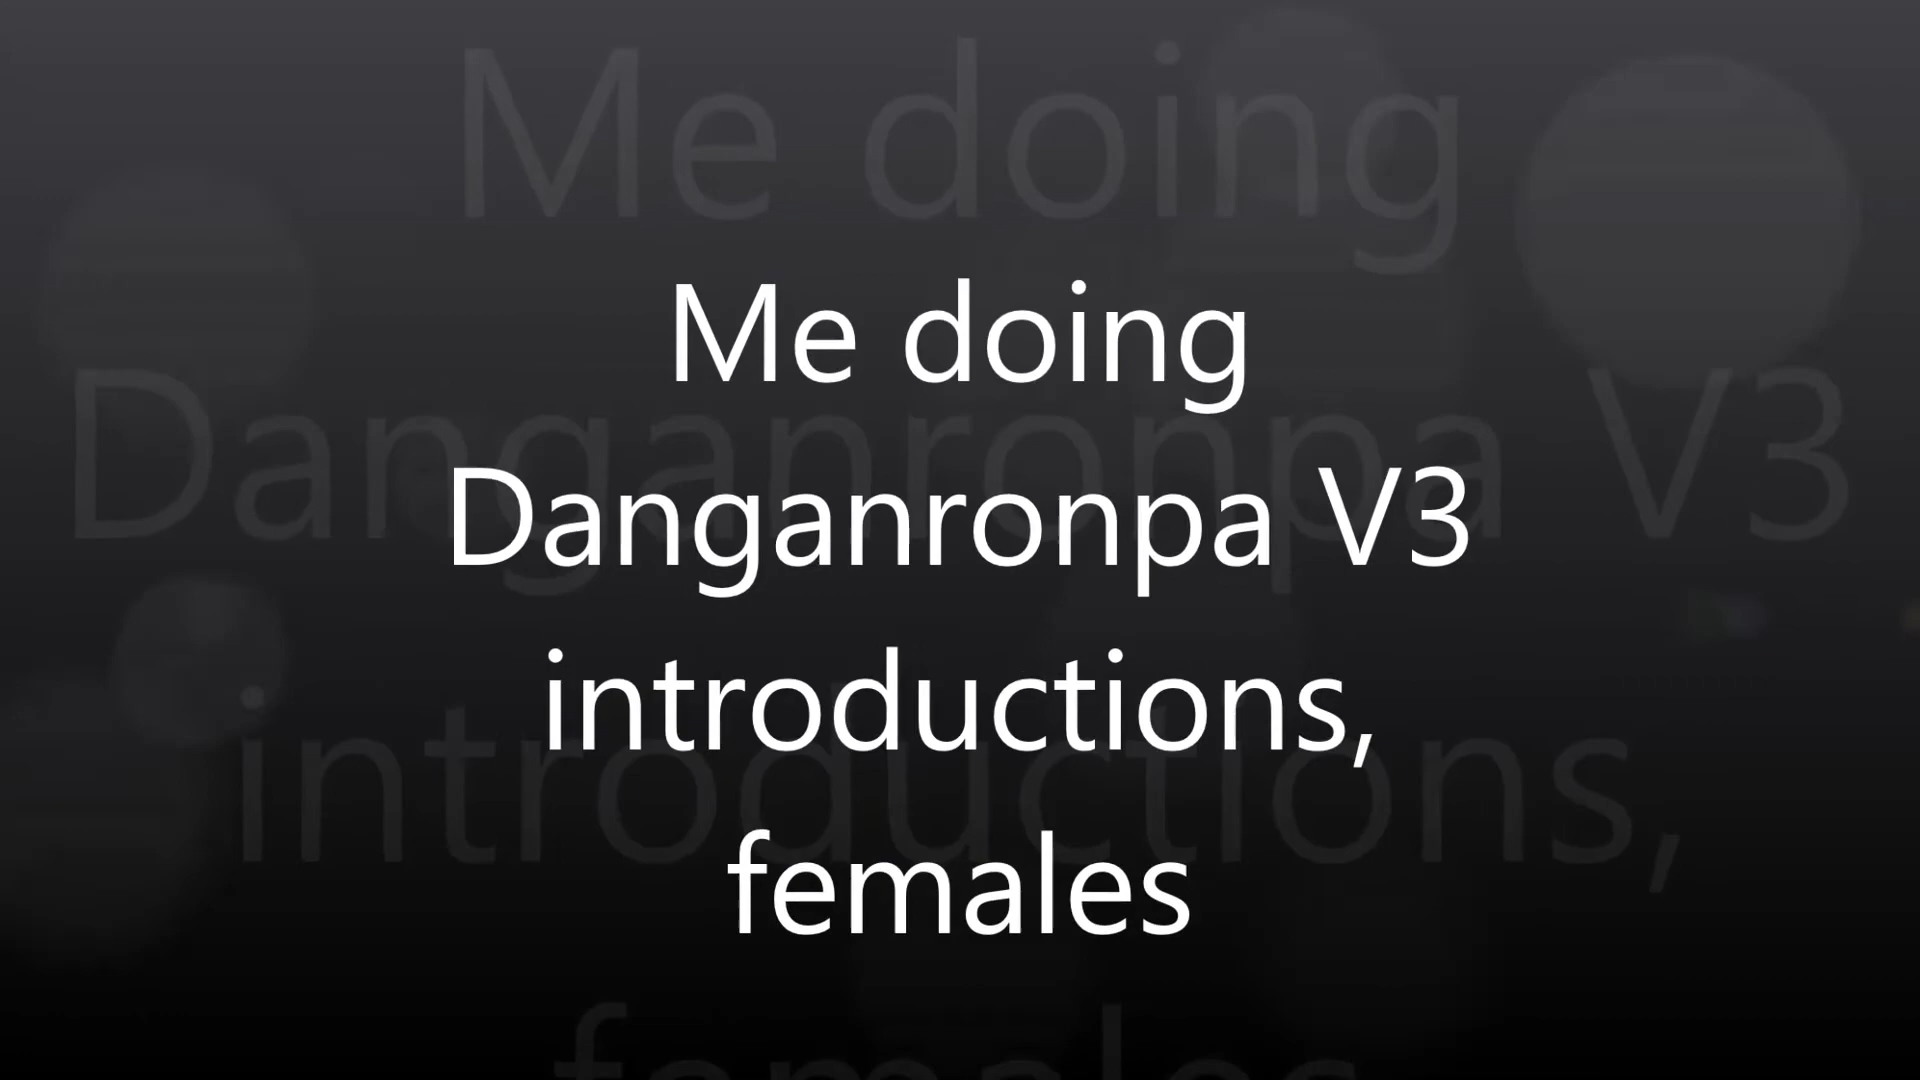 Me doing
Danganronpa V3
introductions,
females